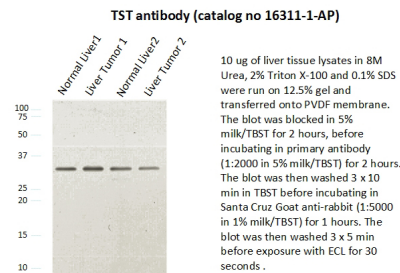 TST antibody (catalog no 16311-1-AP)
Normal Liver1
Liver Tumor 1
Normal Liver2
Liver Tumor 2
100
75
50
37
25
20
15
10
10 ug of liver tissue lysates in 8M
Urea, 2% Triton X-100 and 0.1% SDS
were run on 12.5% gel and
transferred onto PVDF membrane.
The blot was blocked in 5%
milk/TBST for 2 hours, before
incubating in primary antibody
(1:2000 in 5% milk/TBST) for 2 hours.
The blot was then washed 3 x 10
min in TBST before incubating in
Santa Cruz Goat anti-rabbit (1:5000
in 1% milk/TBST) for 1 hours. The
blot was then washed 3 x 5 min
before exposure with ECL for 30
seconds .